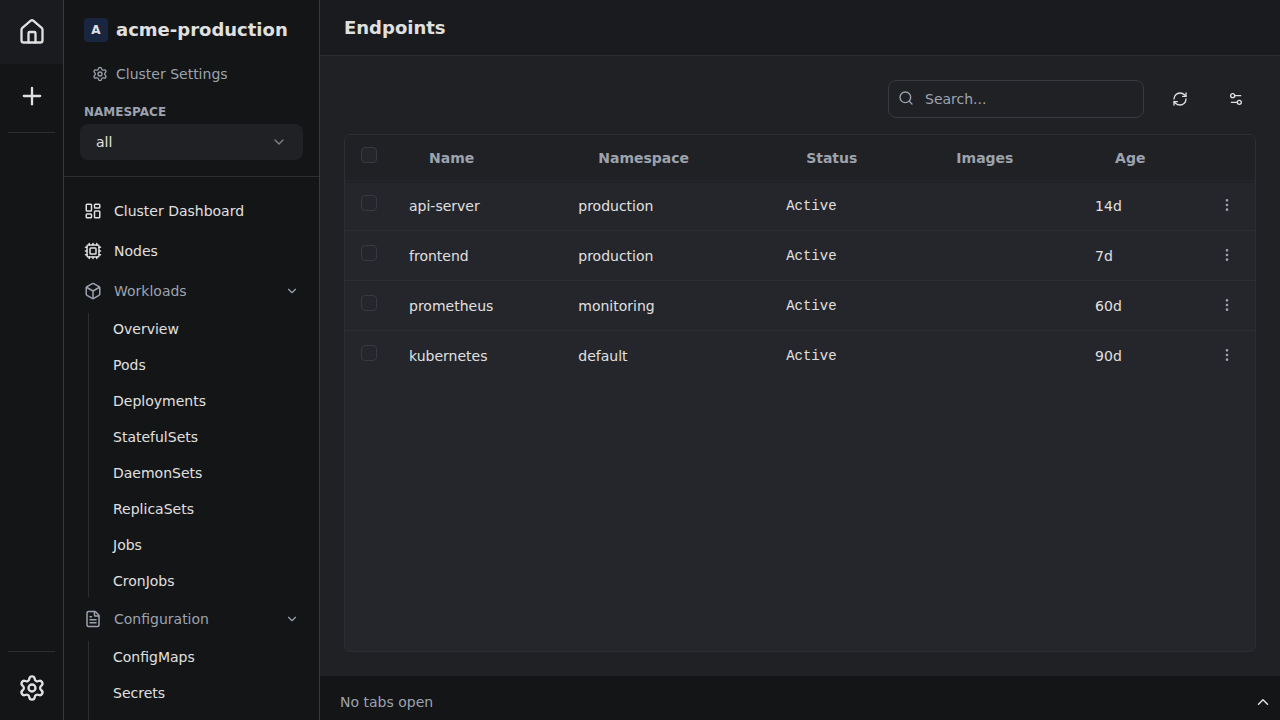 A acme-production
Cluster Settings
NAMESPACE
all
Cluster Dashboard
Nodes
Workloads
Overview
Pods
Deployments
StatefulSets
DaemonSets
ReplicaSets
Jobs
CronJobs
Configuration
ConfigMaps
Secrets
Endpoints
Search...
Name Namespace Status Images Age
api-server production Active 14d
frontend production Active 7d
prometheus monitoring Active 60d
kubernetes default Active 90d
No tabs open